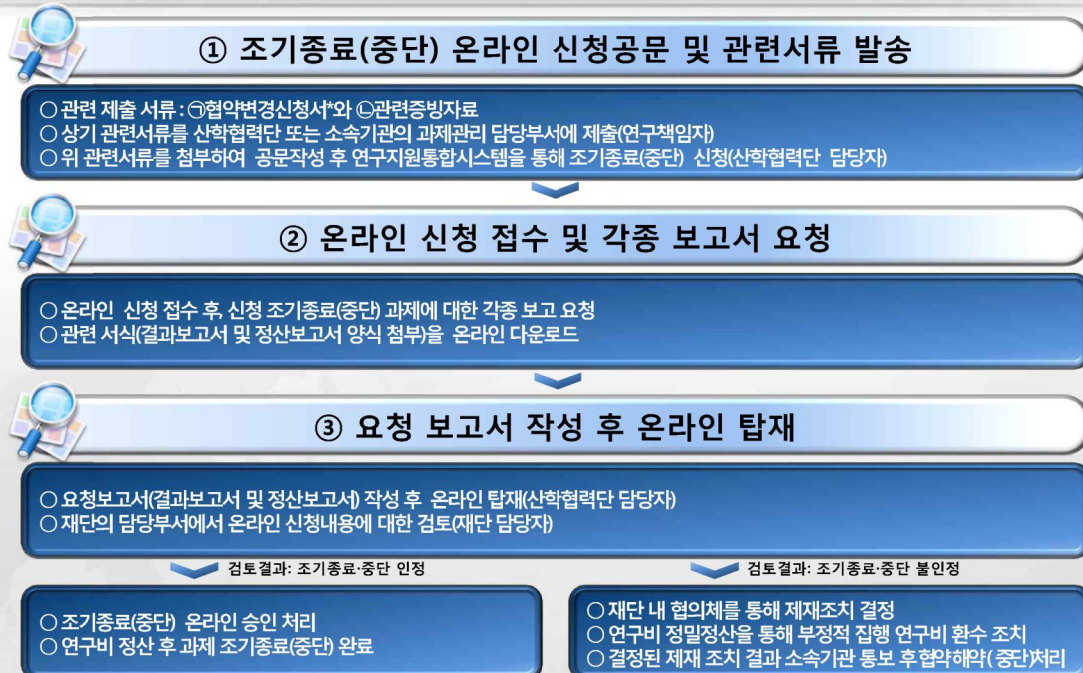 ① 조기종료(중단) 온라인 신청공문 및 관련서류 발송
○ 관련 제출 서류 : ㉠협약변경신청서*와 ㉡관련증빙자료
○ 상기 관련서류를 산학협력단 또는 소속기관의 과제관리 담당부서에 제출(연구책임자)
○ 위 관련서류를 첨부하여 공문작성 후 연구지원통합시스템을 통해 조기종료(중단) 신청(산학협력단 담당자)
② 온라인 신청 접수 및 각종 보고서 요청
○ 온라인 신청 접수 후, 신청 조기종료(중단) 과제에 대한 각종 보고 요청
○ 관련 서식(결과보고서 및 정산보고서 양식 첨부)을 온라인 다운로드
③ 요청 보고서 작성 후 온라인 탑재
○ 요청보고서(결과보고서 및 정산보고서) 작성 후 온라인 탑재(산학협력단 담당자)
○ 재단의 담당부서에서 온라인 신청내용에 대한 검토(재단 담당자)
검토결과: 조기종료·중단 인정
○ 조기종료(중단) 온라인 승인 처리
○ 연구비 정산 후 과제 조기종료(중단) 완료
검토결과: 조기종료·중단 불인정
○ 재단 내 협의체를 통해 제재조치 결정
○ 연구비 정밀정산을 통해 부정적 집행 연구비 환수 조치
○ 결정된 제재 조치 결과 소속기관 통보 후 협약해약( 중단)처리